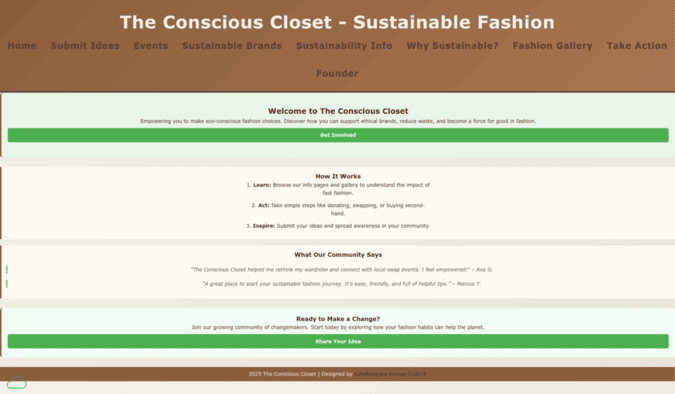 The Conscious Closet - Sustainable Fashion
Home Submit Ideas Events Sustainable Brands Sustainability Info Why Sustainable? Fashion Gallery Take Action
Founder
Welcome to The Conscious Closet
Empowering you to make eco-conscious fashion choices. Discover how you can support ethical brands, reduce waste, and become a force for good in fashion.
Get Involved
How It Works
1. Learn: Browse our info pages and gallery to understand the impact of
fast fashion.
2. Act: Take simple steps like donating, swapping, or buying second-
hand.
3. Inspire: Submit your ideas and spread awareness in your community.
What Our Community Says
"The Conscious Closet helped me rethink my wardrobe and connect with local swap events. I feel empowered!" – Ava G.
"A great place to start your sustainable fashion journey. It's easy, friendly, and full of helpful tips." – Marcus T.
Ready to Make a Change?
Join our growing community of changemakers. Start today by exploring how your fashion habits can help the planet.
Share Your Idea
2025 The Conscious Closet | Designed by